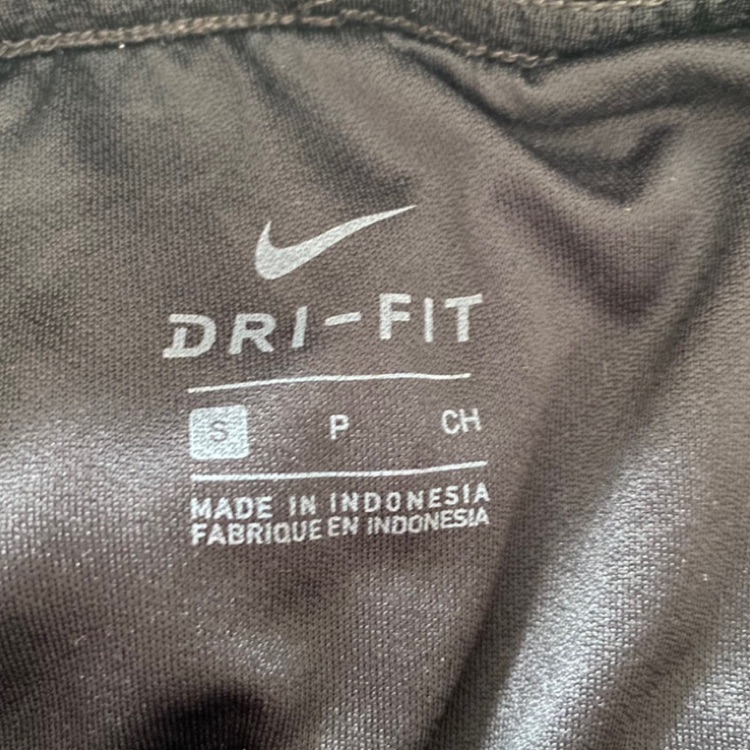 DRI-FIT
S P CH
MADE IN INDONESIA
FABRIQUE EN INDONESIA